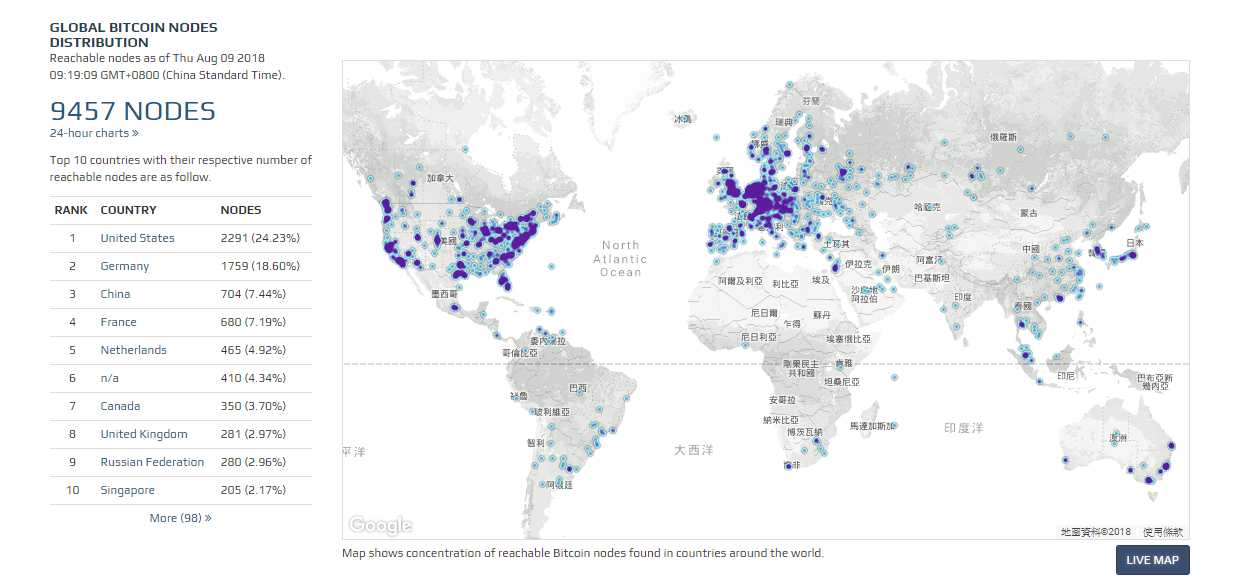 GLOBAL BITCOIN NODES
DISTRIBUTION
Reachable nodes as of Thu Aug 09 2018
09:19:09 GMT+0800 (China Standard Time).
9457 NODES
24-hour charts »
Top 10 countries with their respective number of
reachable nodes are as follow.
RANK COUNTRY NODES
1 United States 2291 (24.23%)
2 Germany 1759 (18.60%)
3 China 704 (7.44%)
4 France 680 (7.19%)
5 Netherlands 465 (4.92%)
6 n/a 410 (4.34%)
7 Canada 350 (3.70%)
8 United Kingdom 281 (2.97%)
9 Russian Federation 280 (2.96%)
10 Singapore 205 (2.17%)
More (98) »
芬蘭
冰島
瑞典
挪威
俄羅斯
加拿大
哈薩克
蒙古
美國
North
Atlantic
Ocean
土耳其
中國
日本
伊拉克
伊朗
阿富汗
阿爾及利亞
利比亞
埃及
巴基斯坦
沙烏地
阿拉伯
墨西哥
印度
泰國
尼日爾
乍得
蘇丹
委內瑞拉
尼日利亞
埃塞俄比亞
哥倫比亞
剛果民主
共和國
肯雅
印尼
巴布亞新
幾內亞
坦桑尼亞
秘魯
巴西
安哥拉
玻利維亞
納米比亞
博茨瓦納
馬達加斯加
智利
平洋
大西洋
印度洋
澳洲
南非
阿根廷
Google
地圖資料©2018 使用條款
Map shows concentration of reachable Bitcoin nodes found in countries around the world.
LIVE MAP